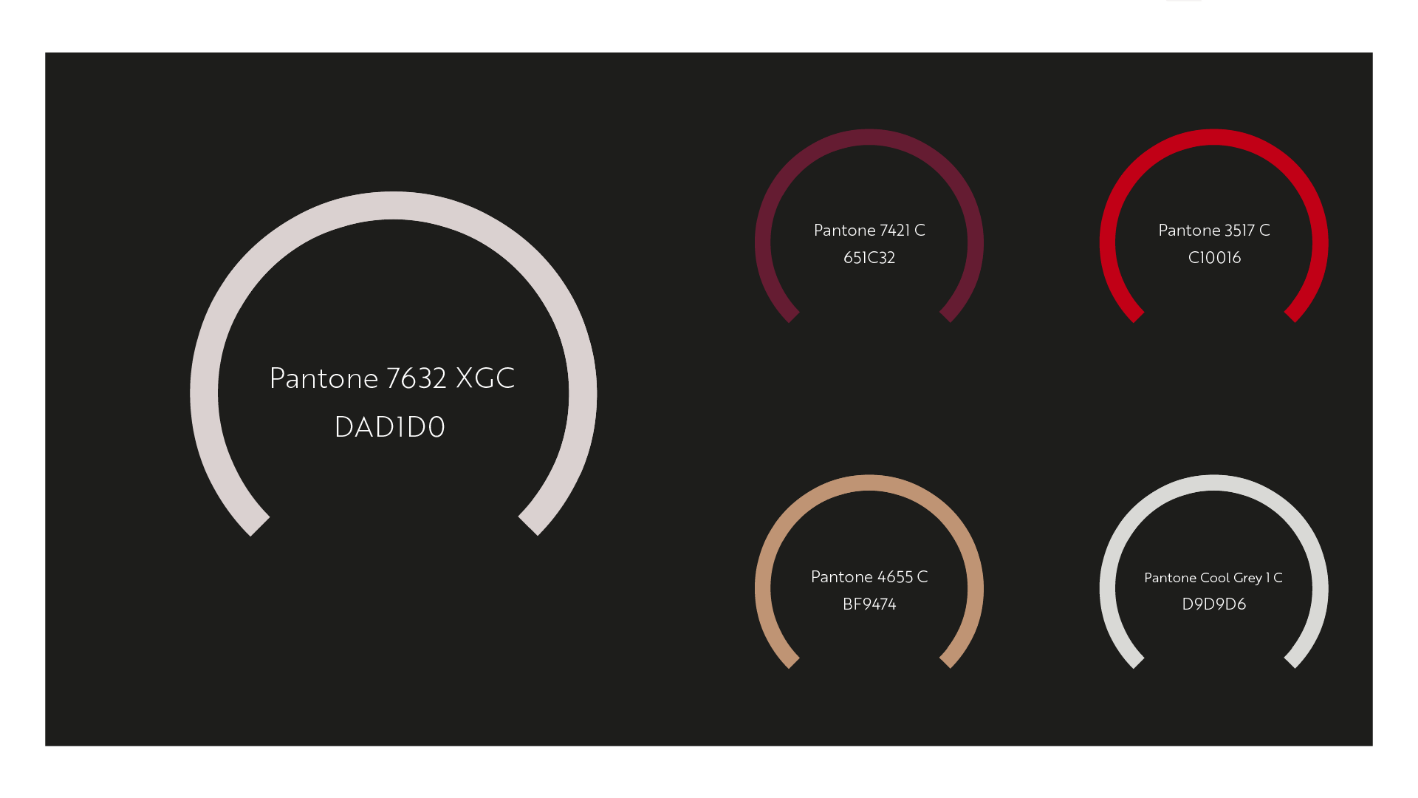 Pantone 7632 XGC
DAD1D0
Pantone 7421 C
651C32
Pantone 3517 C
C10016
Pantone 4655 C
BF9474
Pantone Cool Grey 1 C
D9D9D6